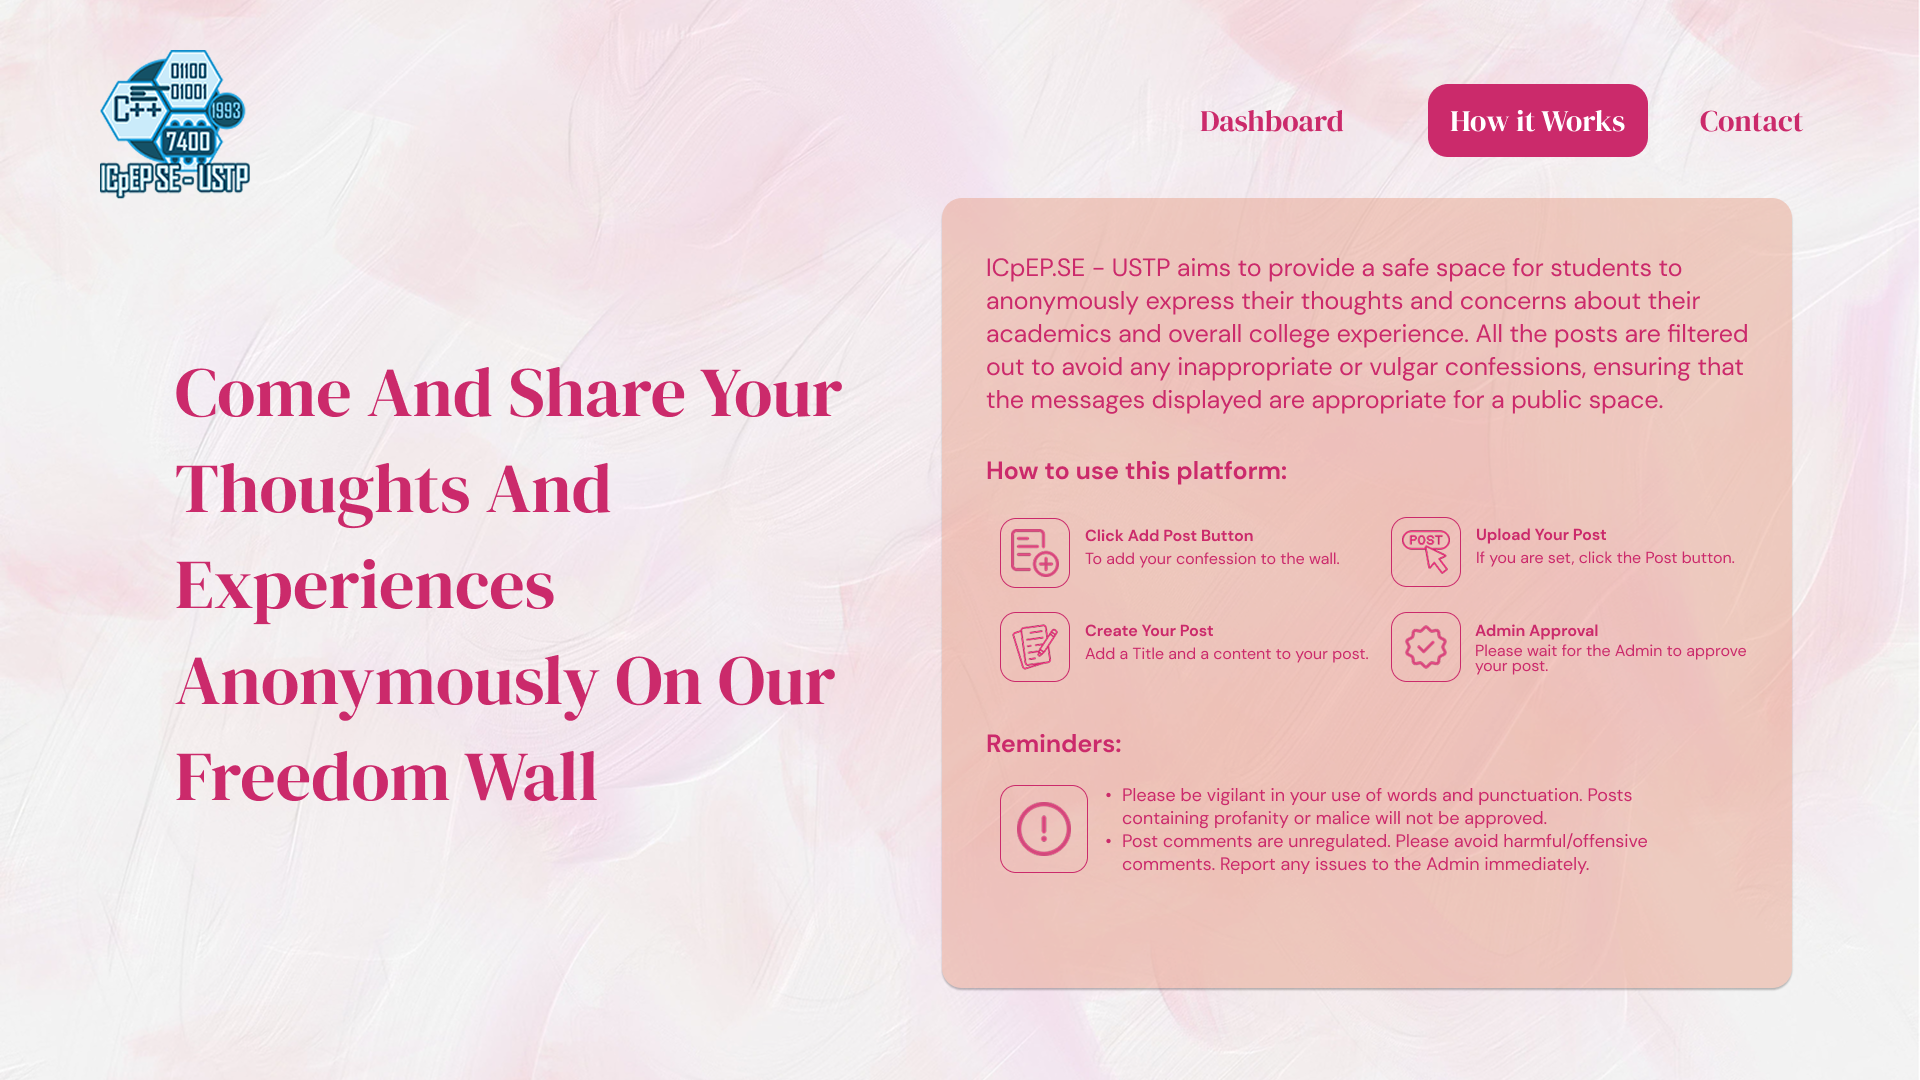 01100
01001
C++
1993
7400
ICpEP SE - USTP
Dashboard
How it Works
Contact
Come And Share Your
Thoughts And
Experiences
Anonymously On Our
Freedom Wall
ICpEP.SE - USTP aims to provide a safe space for students to
anonymously express their thoughts and concerns about their
academics and overall college experience. All the posts are filtered
out to avoid any inappropriate or vulgar confessions, ensuring that
the messages displayed are appropriate for a public space.
How to use this platform:
Click Add Post Button
To add your confession to the wall.
POST
Upload Your Post
If you are set, click the Post button.
Create Your Post
Add a Title and a content to your post.
Admin Approval
Please wait for the Admin to approve
your post.
Reminders:
• Please be vigilant in your use of words and punctuation. Posts
containing profanity or malice will not be approved.
• Post comments are unregulated. Please avoid harmful/offensive
comments. Report any issues to the Admin immediately.